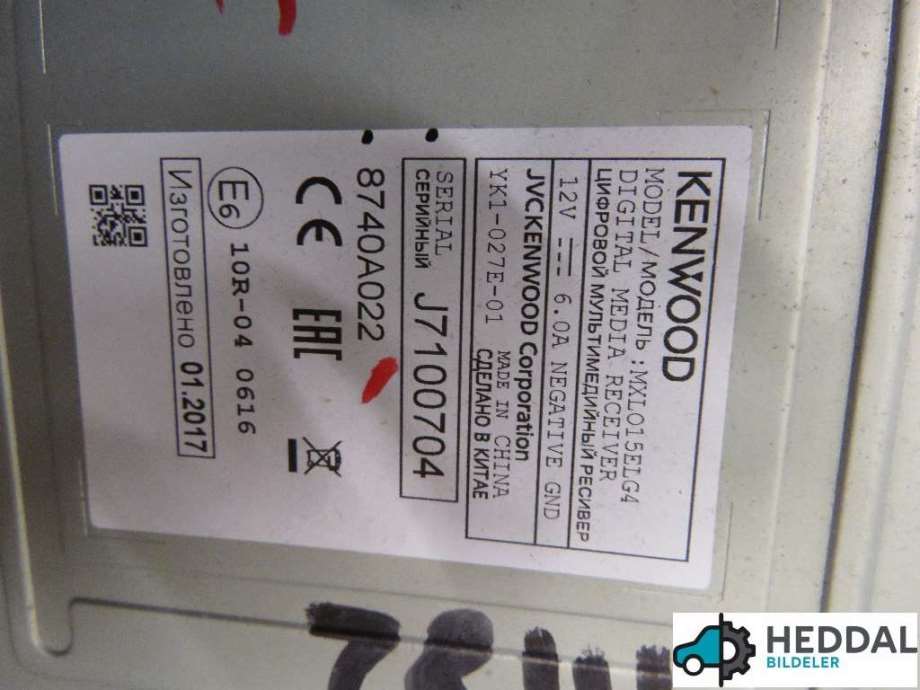 KENWOOD
MODEL/МОДЕЛЬ :MXL015ELG4
DIGITAL MEDIA RECEIVER
ЦИФРОВОЙ МУЛЬТИМЕДИЙНЫЙ РЕСИВЕР
12V 6.0A NEGATIVE GND
JVCKENWOOD Corporation
YK1-027E-01 MADE IN CHINA
СДЕЛАНО В КИТАЕ
SERIAL
СЕРИЙНЫЙ J7100704
8740A022
CE EAC
E6 10R-04 0616
Изготовлено 01.2017
HEDDAL
BILDELER